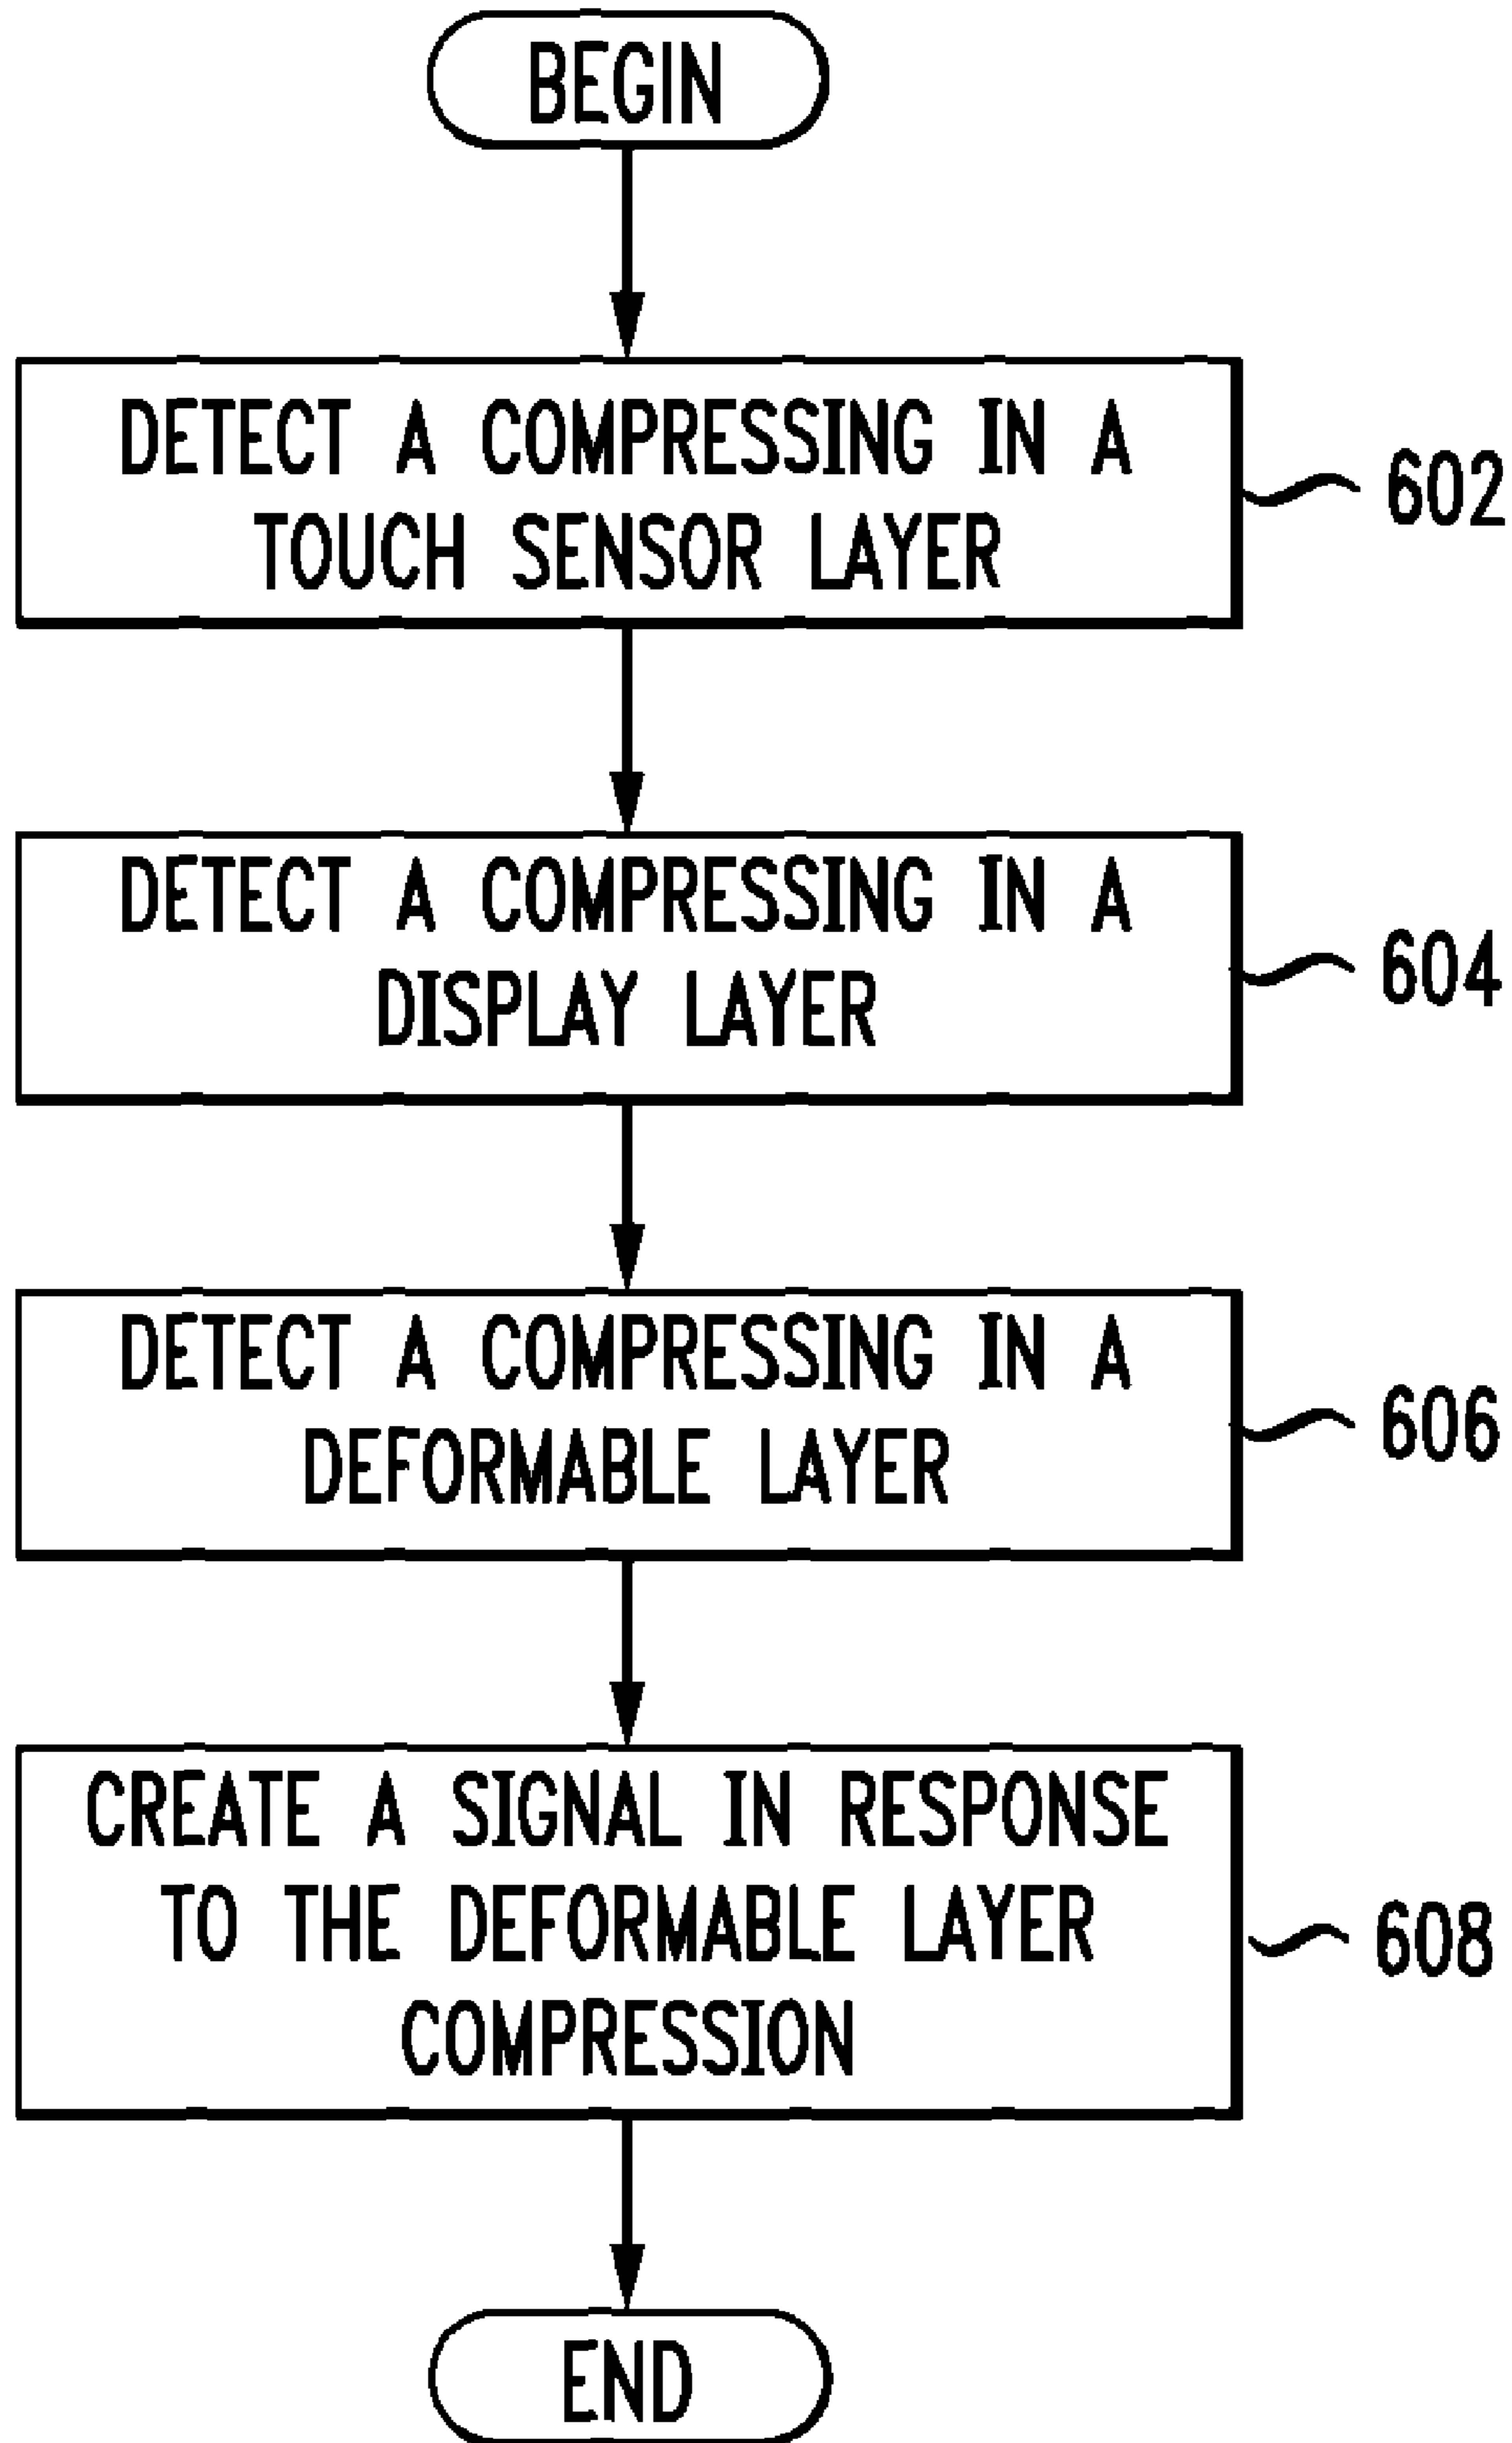 BEGIN
DETECT A COMPRESSING IN A
TOUCH SENSOR LAYER
602
DETECT A COMPRESSING IN A
DISPLAY LAYER
604
DETECT A COMPRESSING IN A
DEFORMABLE LAYER
606
CREATE A SIGNAL IN RESPONSE
TO THE DEFORMABLE LAYER
COMPRESSION
608
END